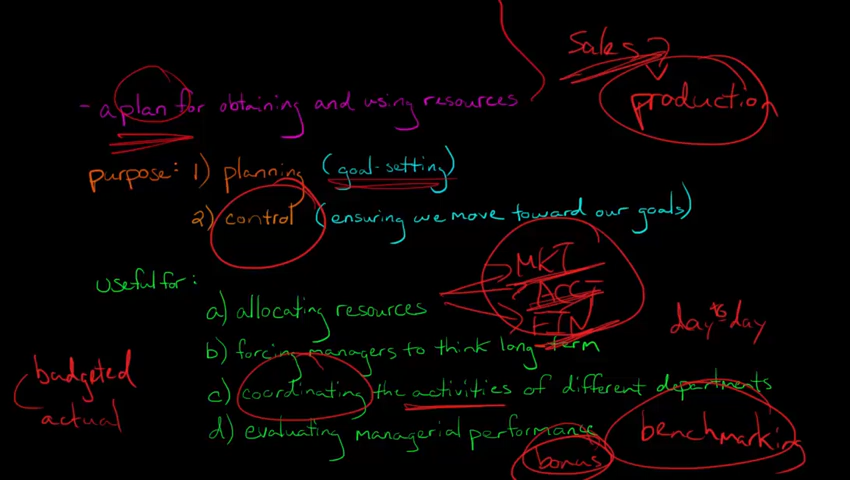 Sales
production
- a plan for obtaining and using resources
purpose: 1) planning (goal-setting)
2) control (ensuring we move toward our goals)
useful for:
MKT
ACCT
FIN
a) allocating resources
day to day
b) forcing managers to think long term
budgeted
actual
c) coordinating the activities of different departments
d) evaluating managerial performance
benchmarking
bonus